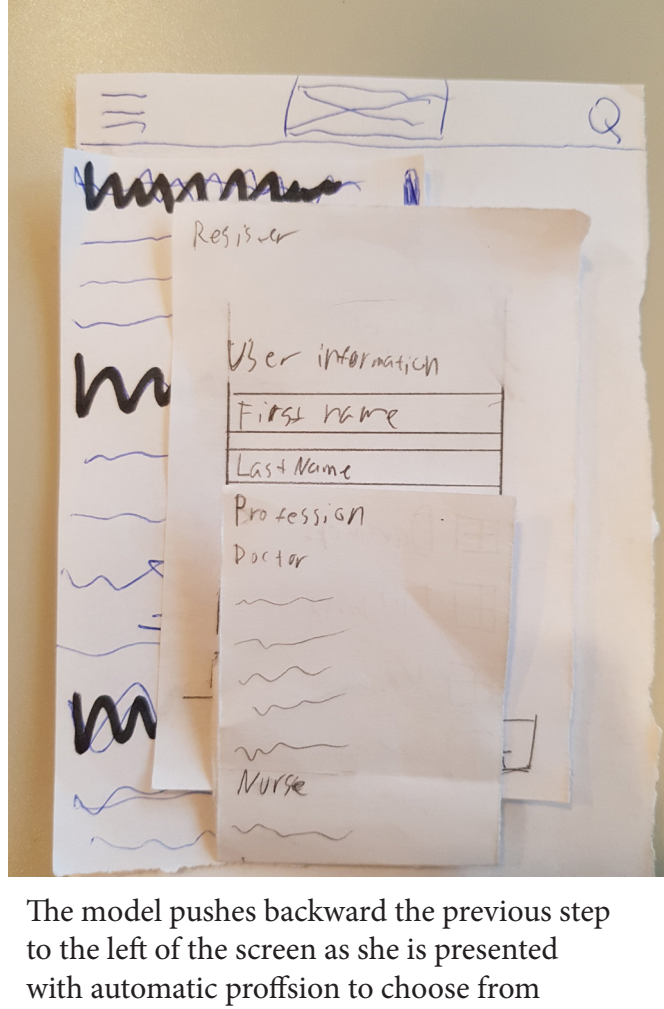 Register
User information
First name
Last Name
Profession
Doctor
Nurse
The model pushes backward the previous step
to the left of the screen as she is presented
with automatic proffsion to choose from